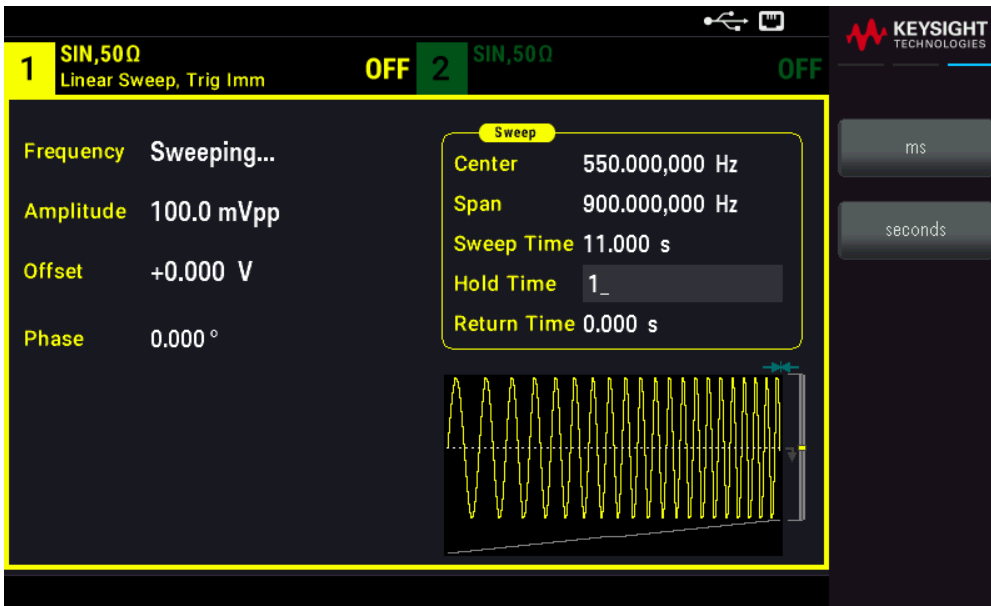 KEYSIGHT
TECHNOLOGIES
1 SIN,50Ω
Linear Sweep, Trig Imm
OFF
2 SIN,50Ω
OFF
Frequency Sweeping...
Amplitude 100.0 mVpp
Offset +0.000 V
Phase 0.000 °
Sweep
Center 550.000,000 Hz
Span 900.000,000 Hz
Sweep Time 11.000 s
Hold Time 1_
Return Time 0.000 s
ms
seconds